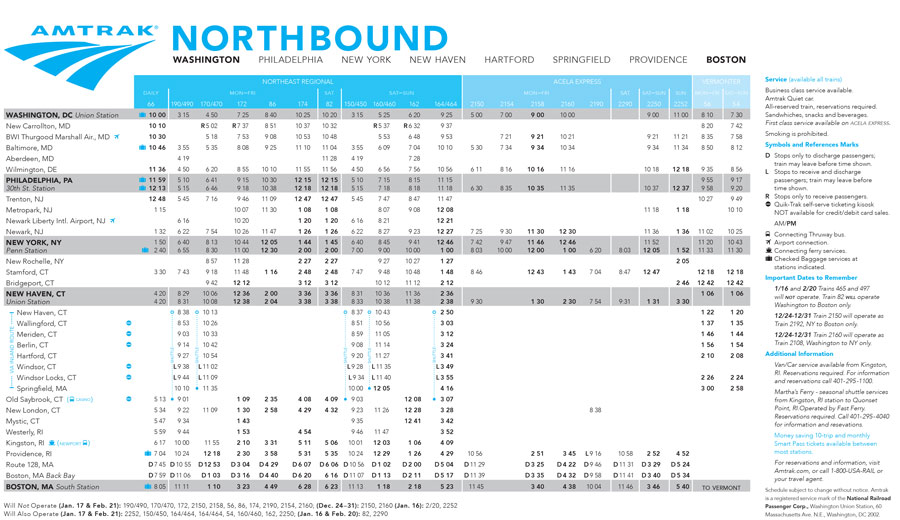 AMTRAK®
NORTHBOUND
WASHINGTON PHILADELPHIA NEW YORK NEW HAVEN HARTFORD SPRINGFIELD PROVIDENCE BOSTON
NORTHEAST REGIONAL ACELA EXPRESS VERMONTER
DAILY MON–FRI SAT SAT–SUN MON–FRI SAT SAT–SUN SUN MON–FRI SAT–SUN
66 190/490 170/470 172 86 174 82 150/450 160/460 162 164/464 2150 2154 2158 2160 2190 2290 2250 2252 56 54
WASHINGTON, DC Union Station 10 00 3 15 4 50 7 25 8 40 10 25 10 20 3 15 5 25 6 20 9 25 5 00 7 00 9 00 10 00 9 00 11 00 8 10 7 30
New Carrollton, MD 10 10 R 5 02 R 7 37 8 51 10 37 10 32 R 5 37 R 6 32 9 37 8 20 7 42
BWI Thurgood Marshall Air., MD 10 30 5 18 7 53 9 08 10 53 10 48 5 53 6 48 9 53 7 21 9 21 9 21 11 21 8 35 7 58
Baltimore, MD 10 46 3 55 5 35 8 08 9 25 11 10 11 04 3 55 6 09 7 04 10 10 5 30 7 34 9 34 10 34 9 34 11 34 8 50 8 12
Aberdeen, MD 4 19 11 28 4 19 7 28
Wilmington, DE 11 36 4 50 6 20 8 55 10 10 11 55 11 56 4 50 6 56 7 56 10 56 6 11 8 16 10 16 11 16 10 18 12 18 9 35 8 56
PHILADELPHIA, PA 11 59 5 10 6 41 9 15 10 30 12 15 12 15 5 10 7 15 8 15 11 15 9 55 9 17
30th St. Station 12 13 5 15 6 46 9 18 10 38 12 18 12 18 5 15 7 18 8 18 11 18 6 30 8 35 10 35 11 35 10 37 12 37 9 58 9 20
Trenton, NJ 12 48 5 45 7 16 9 46 11 09 12 47 12 47 5 45 7 47 8 47 11 47 10 27 9 49
Metropark, NJ 1 15 10 07 11 30 1 08 1 08 8 07 9 08 12 08 11 18 1 18 10 10
Newark Liberty Intl. Airport, NJ 6 16 10 20 1 20 1 20 6 16 8 21 12 21
Newark, NJ 1 32 6 22 7 54 10 26 11 47 1 26 1 26 6 22 8 27 9 23 12 27 7 25 9 30 11 30 12 30 11 36 1 36 11 02 10 25
NEW YORK, NY 1 50 6 40 8 13 10 44 12 05 1 44 1 45 6 40 8 45 9 41 12 46 7 42 9 47 11 46 12 46 11 52 11 20 10 43
Penn Station 2 40 6 55 8 30 11 00 12 30 2 00 2 00 7 00 9 00 10 00 1 00 8 03 10 00 12 00 1 00 6 20 8 03 12 05 1 52 11 33 11 30
New Rochelle, NY 8 57 11 28 2 27 2 27 9 27 10 27 1 27 2 05
Stamford, CT 3 30 7 43 9 18 11 48 1 16 2 48 2 48 7 47 9 48 10 48 1 48 8 46 12 43 1 43 7 04 8 47 12 47 12 18 12 18
Bridgeport, CT 9 42 12 12 3 12 3 12 10 12 11 12 2 12 2 46 12 42 12 42
NEW HAVEN, CT 4 20 8 29 10 06 12 36 2 00 3 36 3 36 8 31 10 36 11 36 2 36 1 06 1 06
Union Station 4 20 8 31 10 08 12 38 2 04 3 38 3 38 8 33 10 38 11 38 2 38 9 30 1 30 2 30 7 54 9 31 1 31 3 30
VIA INLAND ROUTE
New Haven, CT 8 38 10 13 8 37 10 43 2 50 1 22 1 20
Wallingford, CT 8 53 10 26 8 51 10 56 3 03 1 37 1 35
Meriden, CT 9 03 10 33 8 59 11 05 3 12 1 46 1 44
Berlin, CT 9 14 10 42 9 08 11 14 3 24 1 56 1 54
Hartford, CT 9 27 10 54 9 20 11 27 3 41 2 10 2 08
Windsor, CT L 9 38 L 11 02 L 9 28 L 11 35 L 3 49
Windsor Locks, CT L 9 44 L 11 09 L 9 34 L 11 40 L 3 55 2 26 2 24
Springfield, MA 10 10 11 35 10 00 12 05 4 16 3 00 2 58
SHUTTLE SHUTTLE SHUTTLE SHUTTLE
Old Saybrook, CT (CASINO) 5 13 9 01 1 09 2 35 4 08 4 09 9 03 12 08 3 07
New London, CT 5 34 9 22 11 09 1 30 2 58 4 29 4 32 9 23 11 26 12 28 3 28 8 38
Mystic, CT 5 47 9 34 1 43 9 35 12 41 3 42
Westerly, RI 5 59 9 44 1 53 4 54 9 46 11 47 3 52
Kingston, RI (NEWPORT) 6 17 10 00 11 55 2 10 3 31 5 11 5 06 10 01 12 03 1 06 4 09
Providence, RI 7 04 10 24 12 18 2 30 3 58 5 31 5 35 10 24 12 29 1 26 4 29 10 56 2 51 3 45 L 9 16 10 58 2 52 4 52
Route 128, MA D 7 45 D 10 55 D 12 53 D 3 04 D 4 29 D 6 07 D 6 06 D 10 56 D 1 02 D 2 00 D 5 04 D 11 29 D 3 25 D 4 22 D 9 46 D 11 31 D 3 29 D 5 24
Boston, MA Back Bay D 7 59 D 11 06 D 1 03 D 3 16 D 4 40 D 6 20 D 6 16 D 11 07 D 1 13 D 2 11 D 5 17 D 11 39 D 3 35 D 4 32 D 9 58 D 11 41 D 3 40 D 5 34
BOSTON, MA South Station 8 05 11 11 1 10 3 23 4 49 6 28 6 23 11 13 1 18 2 18 5 23 11 45 3 40 4 38 10 04 11 46 3 46 5 40 TO VERMONT
Will Not Operate (Jan. 17 & Feb. 21): 190/490, 170/470, 172, 2150, 2158, 56, 86, 174, 2190, 2154, 2160, (Dec. 24–31): 2150, 2160 (Jan. 16): 2/20, 2252
Will Also Operate (Jan. 17 & Feb. 21): 2252, 150/450, 164/464, 164/464, 54, 160/460, 162, 2250, (Jan. 16 & Feb. 20): 82, 2290
Service (available all trains)
Business class service available.
Amtrak Quiet car.
All-reserved train, reservations required.
Sandwiches, snacks and beverages.
First class service available on ACELA EXPRESS.
Smoking is prohibited.
Symbols and References Marks
D Stops only to discharge passengers;
train may leave before time shown.
L Stops to receive and discharge
passengers; train may leave before
time shown.
R Stops only to receive passengers.
Quik-Trak self-serve ticketing kiosk
NOT available for credit/debit card sales.
AM/PM
Connecting Thruway bus.
Airport connection.
Connecting ferry services.
Checked Baggage services at
stations indicated.
Important Dates to Remember
1/16 and 2/20 Trains 465 and 497
will NOT operate. Train 82 WILL operate
Washington to Boston only.
12/24-12/31 Train 2150 will operate as
Train 2192, NY to Boston only.
12/24-12/31 Train 2160 will operate as
Train 2108, Washington to NY only.
Additional Information
Van/Car service available from Kingston,
RI. Reservations required. For information
and reservations call 401-295-1100.
Martha's Ferry - seasonal shuttle services
from Kingston, RI station to Quonset
Point, RI.Operated by Fast Ferry.
Reservations required. Call 401-295-4040
for information and reservations.
Money saving 10-trip and monthly
Smart Pass tickets available between
most stations.
For reservations and information, visit
Amtrak.com, or call 1-800-USA-RAIL or
your travel agent.
Schedule subject to change without notice. Amtrak
is a registered service mark of the National Railroad
Passenger Corp., Washington Union Station, 60
Massachusetts Ave. N.E., Washington, DC 2002.